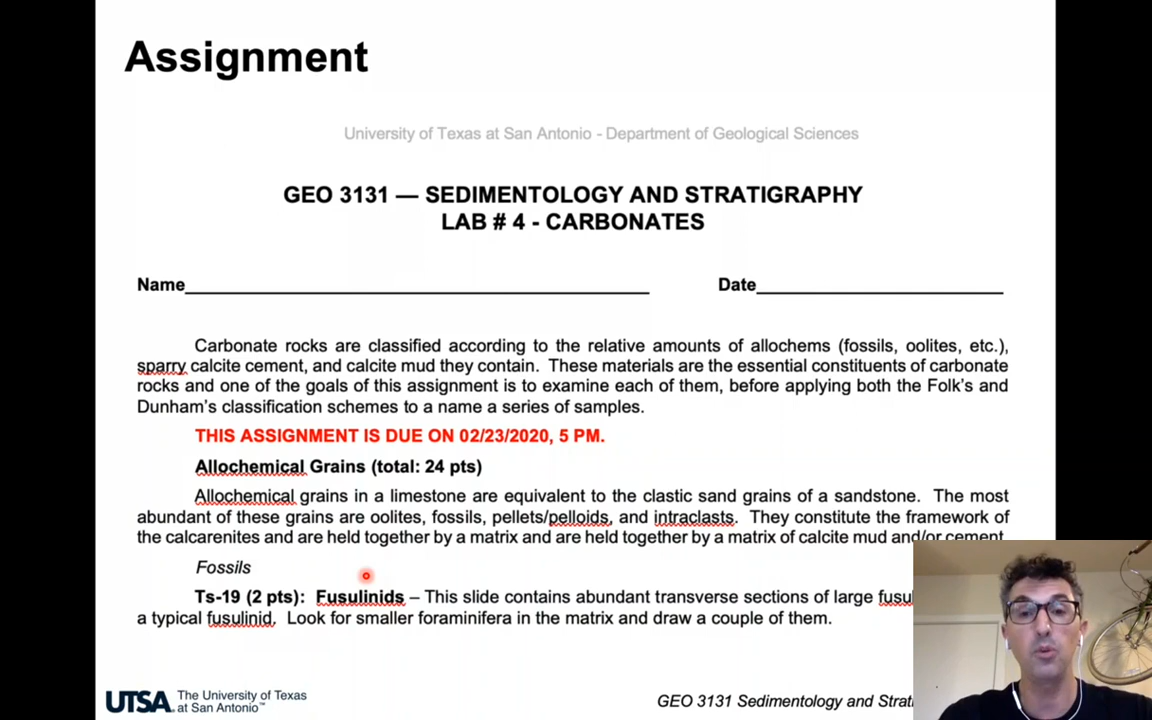 Assignment
University of Texas at San Antonio - Department of Geological Sciences
GEO 3131 — SEDIMENTOLOGY AND STRATIGRAPHY
LAB # 4 - CARBONATES
Name Date
Carbonate rocks are classified according to the relative amounts of allochems (fossils, oolites, etc.),
sparry calcite cement, and calcite mud they contain. These materials are the essential constituents of carbonate
rocks and one of the goals of this assignment is to examine each of them, before applying both the Folk's and
Dunham's classification schemes to a name a series of samples.
THIS ASSIGNMENT IS DUE ON 02/23/2020, 5 PM.
Allochemical Grains (total: 24 pts)
Allochemical grains in a limestone are equivalent to the clastic sand grains of a sandstone. The most
abundant of these grains are oolites, fossils, pellets/pelloids, and intraclasts. They constitute the framework of
the calcarenites and are held together by a matrix and are held together by a matrix of calcite mud and/or cement.
Fossils
Ts-19 (2 pts): Fusulinids – This slide contains abundant transverse sections of large
a typical fusulinid. Look for smaller foraminifera in the matrix and draw a couple of them.
UTSA The University of Texas
at San Antonio™
GEO 3131 Sedimentology and